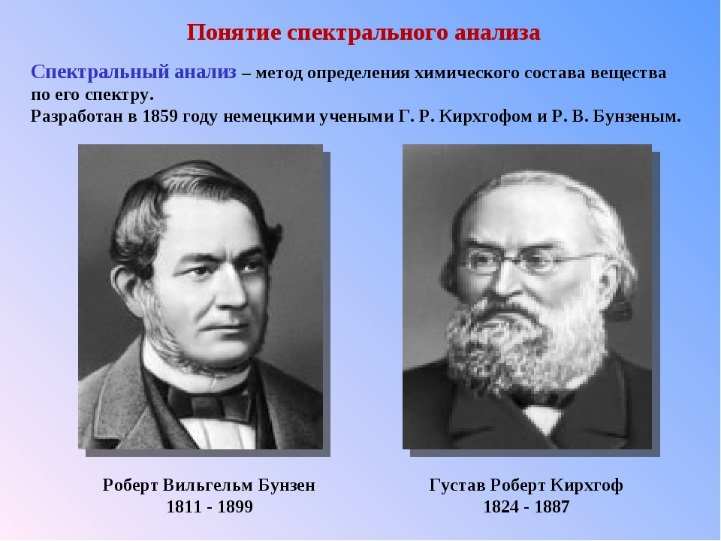 Понятие спектрального анализа
Спектральный анализ – метод определения химического состава вещества
по его спектру.
Разработан в 1859 году немецкими учеными Г. Р. Кирхгофом и Р. В. Бунзеным.
Роберт Вильгельм Бунзен
1811 - 1899
Густав Роберт Кирхгоф
1824 - 1887